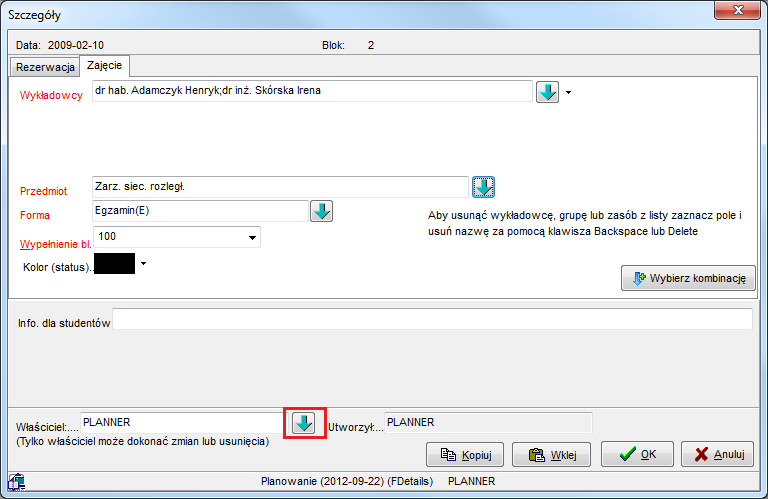 Szczegóły
Data: 2009-02-10 Blok: 2
Rezerwacja Zajęcie
Wykładowcy dr hab. Adamczyk Henryk;dr inż. Skórska Irena
Przedmiot Zarz. siec. rozległ.
Forma Egzamin(E)
Aby usunąć wykładowcę, grupę lub zasób z listy zaznacz pole i
usuń nazwę za pomocą klawisza Backspace lub Delete
Wypełnienie bl. 100
Kolor (status)..
Wybierz kombinację
Info. dla studentów
Właściciel:.... PLANNER Utworzył:... PLANNER
(Tylko właściciel może dokonać zmian lub usunięcia)
Kopiuj Wklej OK Anuluj
Planowanie (2012-09-22) (FDetails) PLANNER